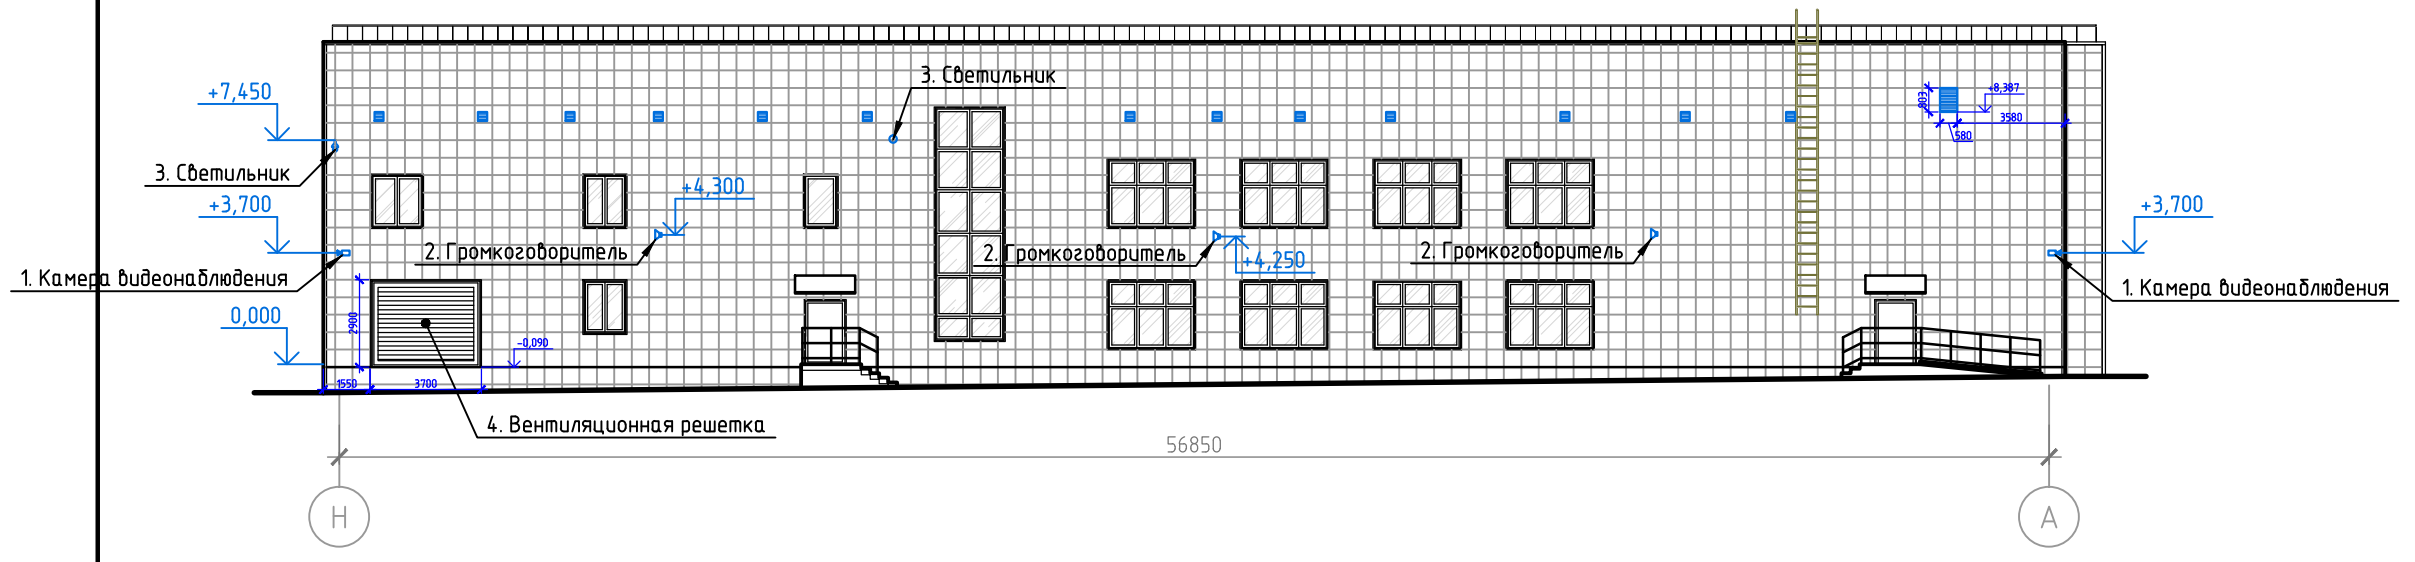 3. Светильник
+7,450
+8,387
803
3580
580
3. Светильник
+4,300
+3,700
+3,700
2. Громкоговоритель
2. Громкоговоритель
2. Громкоговоритель
+4,250
1. Камера видеонаблюдения
1. Камера видеонаблюдения
0,000
2900
-0,090
1550
3700
4. Вентиляционная решетка
56850
Н
А